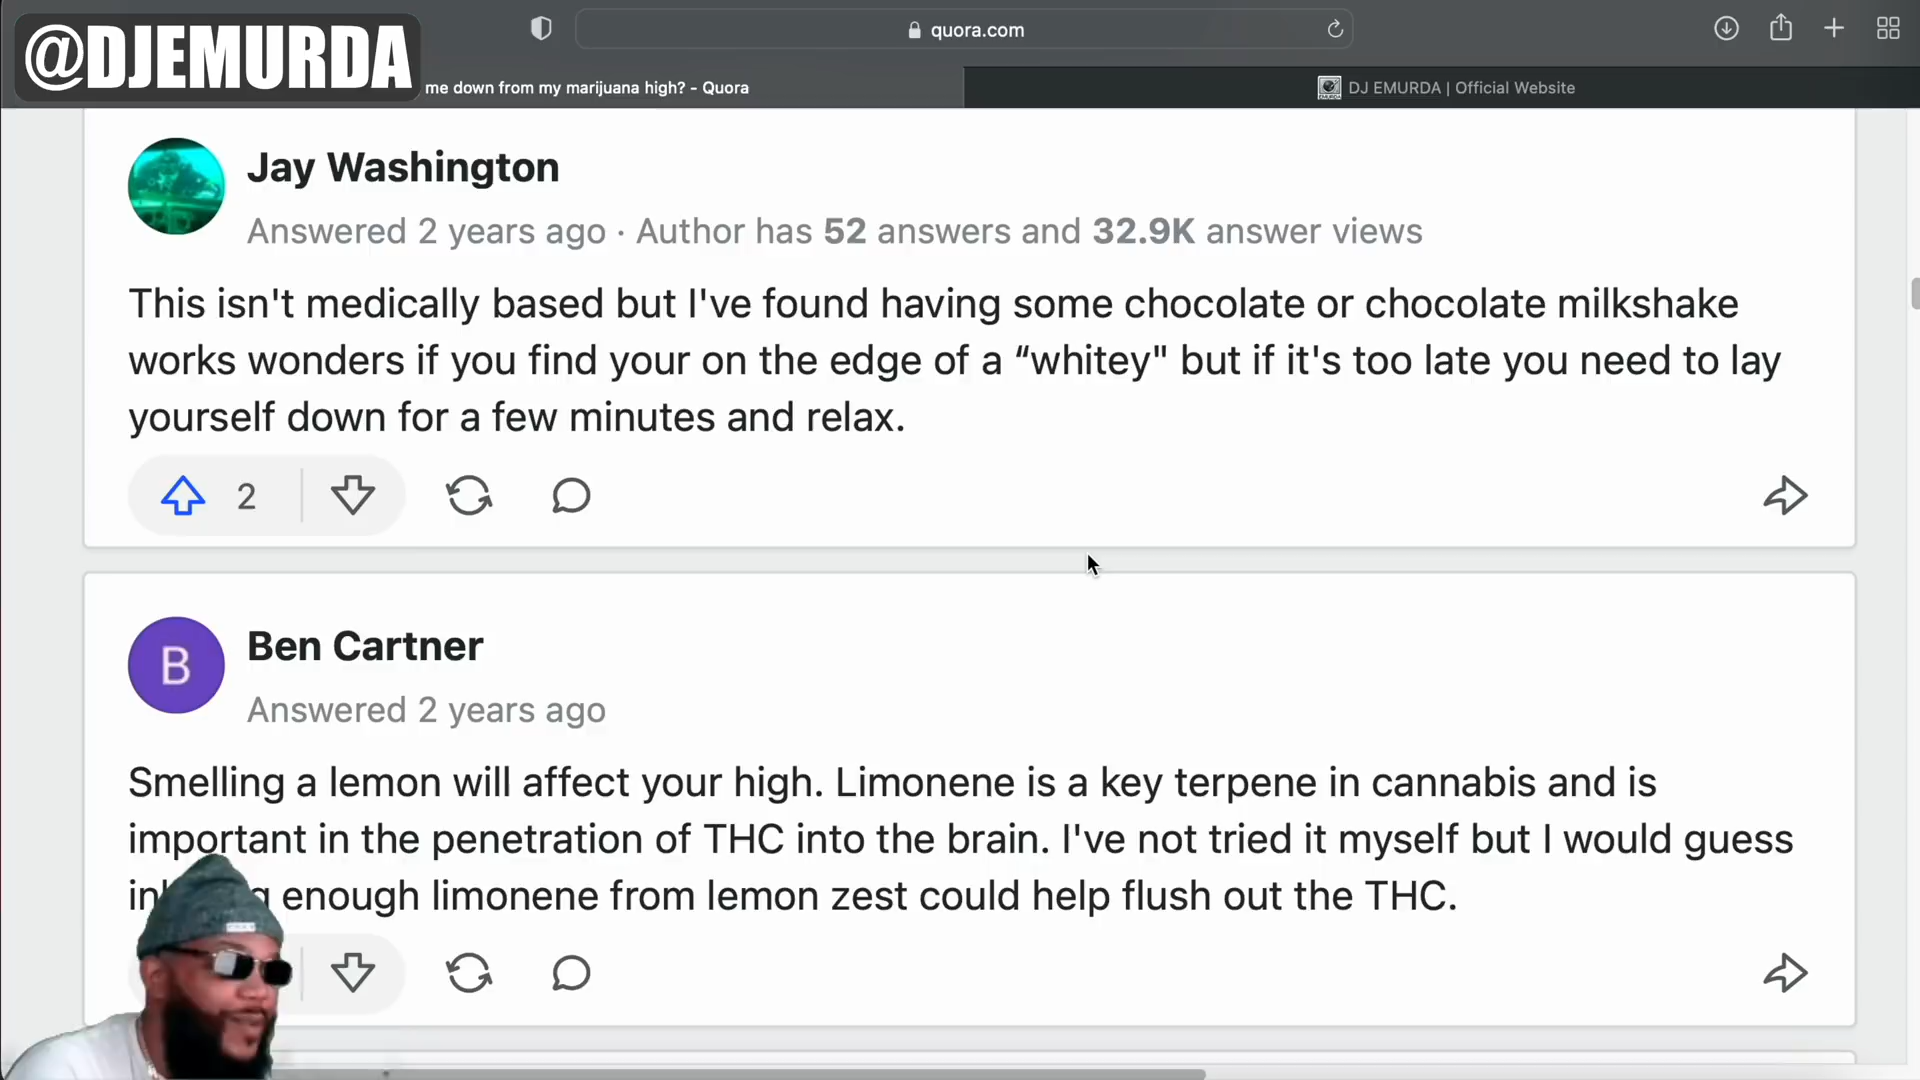 @DJEMURDA
quora.com
me down from my marijuana high? - Quora
DJ EMURDA | Official Website
Jay Washington
Answered 2 years ago · Author has 52 answers and 32.9K answer views
This isn't medically based but I've found having some chocolate or chocolate milkshake
works wonders if you find your on the edge of a “whitey" but if it's too late you need to lay
yourself down for a few minutes and relax.
2
B
Ben Cartner
Answered 2 years ago
Smelling a lemon will affect your high. Limonene is a key terpene in cannabis and is
important in the penetration of THC into the brain. I've not tried it myself but I would guess
enough limonene from lemon zest could help flush out the THC.